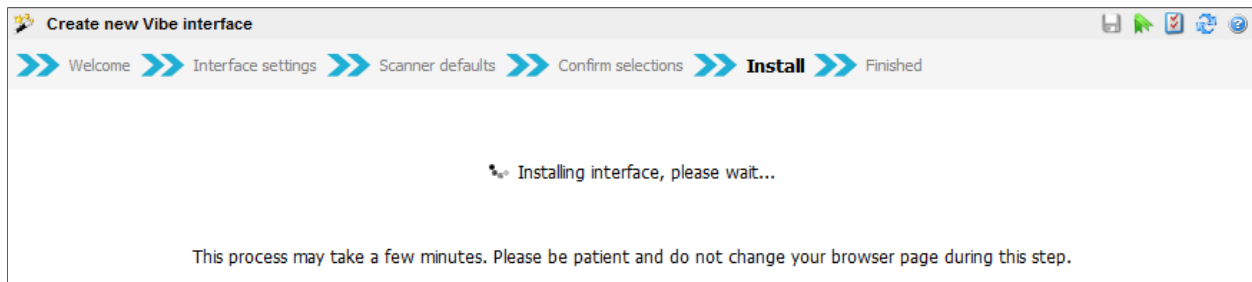 Create new Vibe interface
Welcome Interface settings Scanner defaults Confirm selections Install Finished
Installing interface, please wait...
This process may take a few minutes. Please be patient and do not change your browser page during this step.